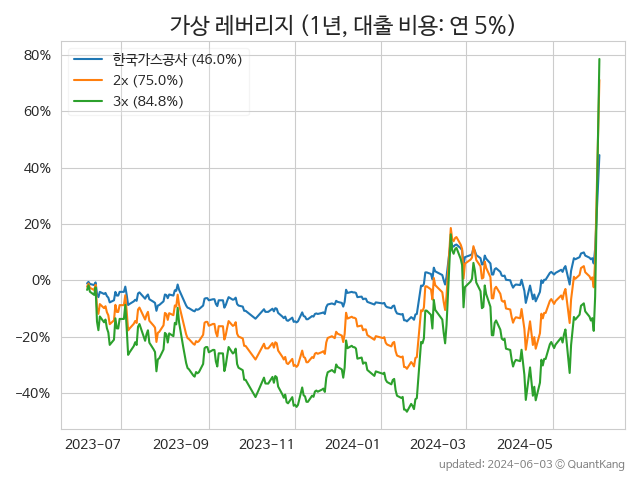 가상 레버리지 (1년, 대출 비용: 연 5%)
한국가스공사 (46.0%)
2x (75.0%)
3x (84.8%)
80%
60%
40%
20%
0%
−20%
−40%
2023-07
2023-09
2023-11
2024-01
2024-03
2024-05
updated: 2024-06-03 ⓒ QuantKang